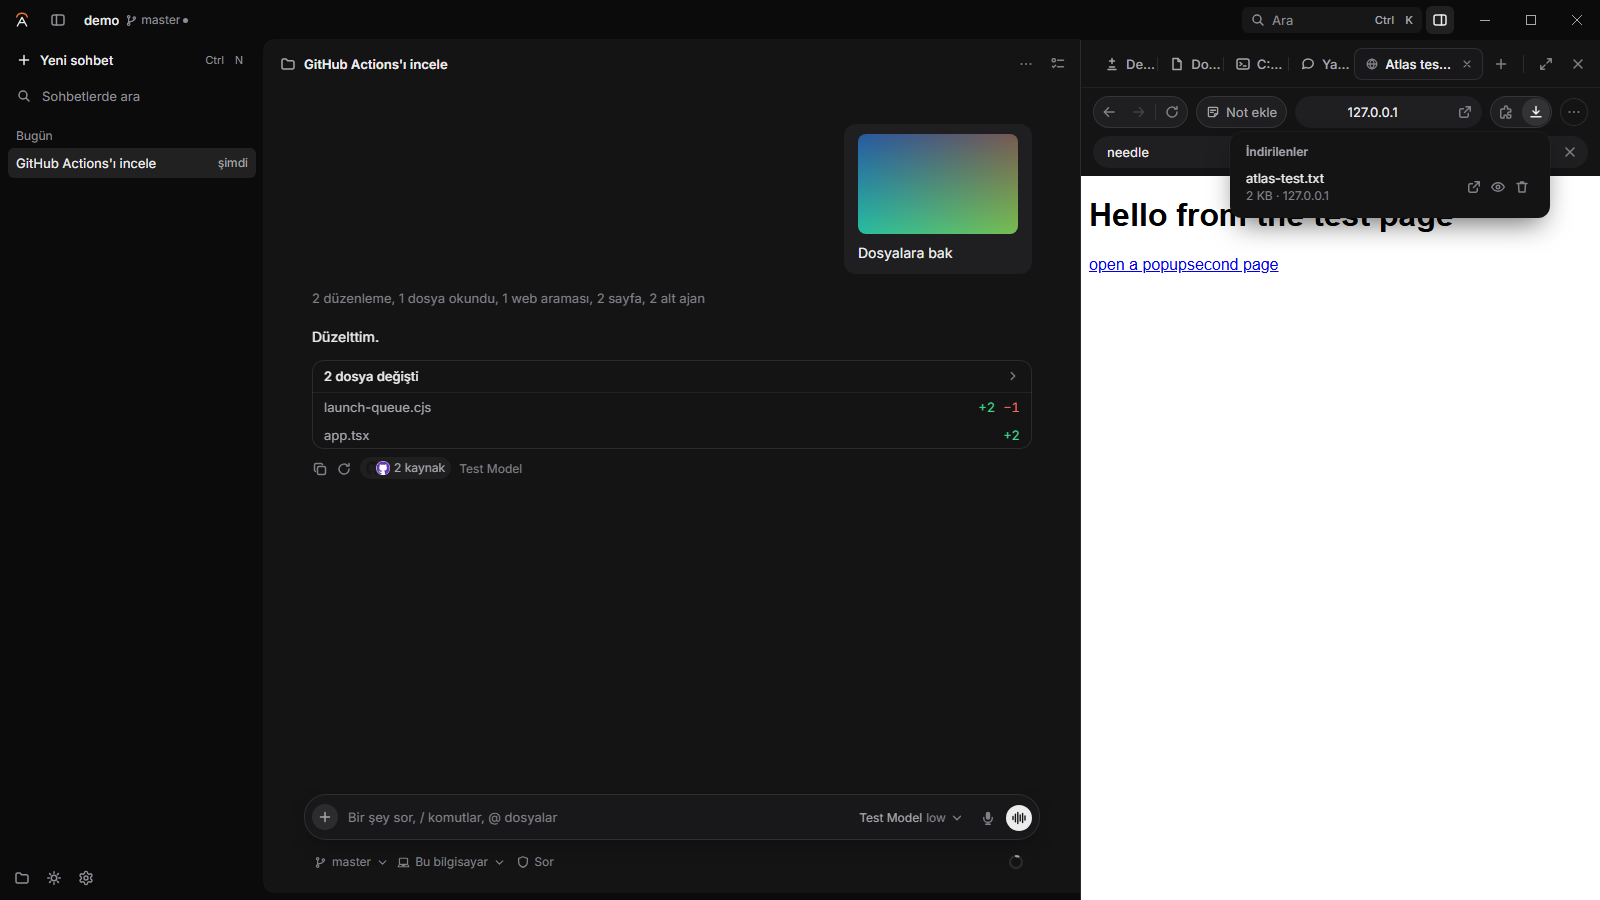 demo master
Ara Ctrl K
Yeni sohbet Ctrl N
Sohbetlerde ara
Bugün
GitHub Actions'ı incele şimdi
GitHub Actions'ı incele
Dosyalara bak
2 düzenleme, 1 dosya okundu, 1 web araması, 2 sayfa, 2 alt ajan
Düzelttim.
2 dosya değişti
launch-queue.cjs +2 −1
app.tsx +2
2 kaynak Test Model
Bir şey sor, / komutlar, @ dosyalar Test Model low
master Bu bilgisayar Sor
De... Do... C:... Ya... Atlas tes...
Not ekle 127.0.0.1
needle
İndirilenler
atlas-test.txt
2 KB · 127.0.0.1
Hello from the test page
open a popupsecond page